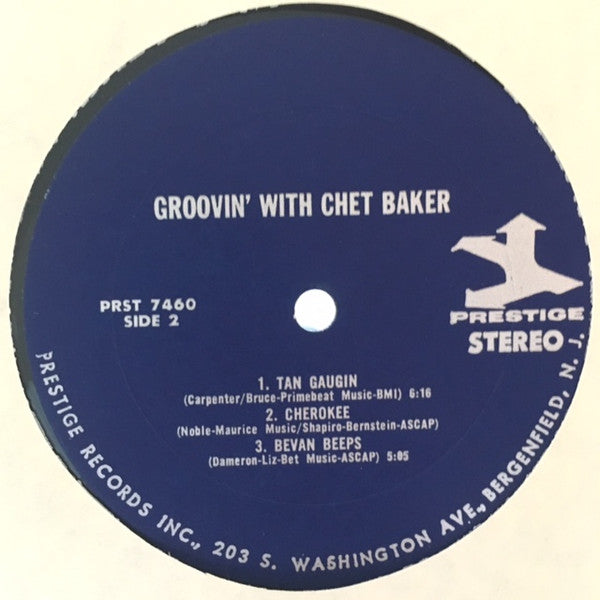 GROOVIN' WITH CHET BAKER
PRST 7460
SIDE 2
PRESTIGE
STEREO
1. TAN GAUGIN
(Carpenter/Bruce-Primebeat Music-BMI) 6:16
2. CHEROKEE
(Noble-Maurice Music/Shapiro-Bernstein-ASCAP)
3. BEVAN BEEPS
(Dameron-Liz-Bet Music-ASCAP) 5:05
PRESTIGE RECORDS INC., 203 S. WASHINGTON AVE., BERGENFIELD, N. J.